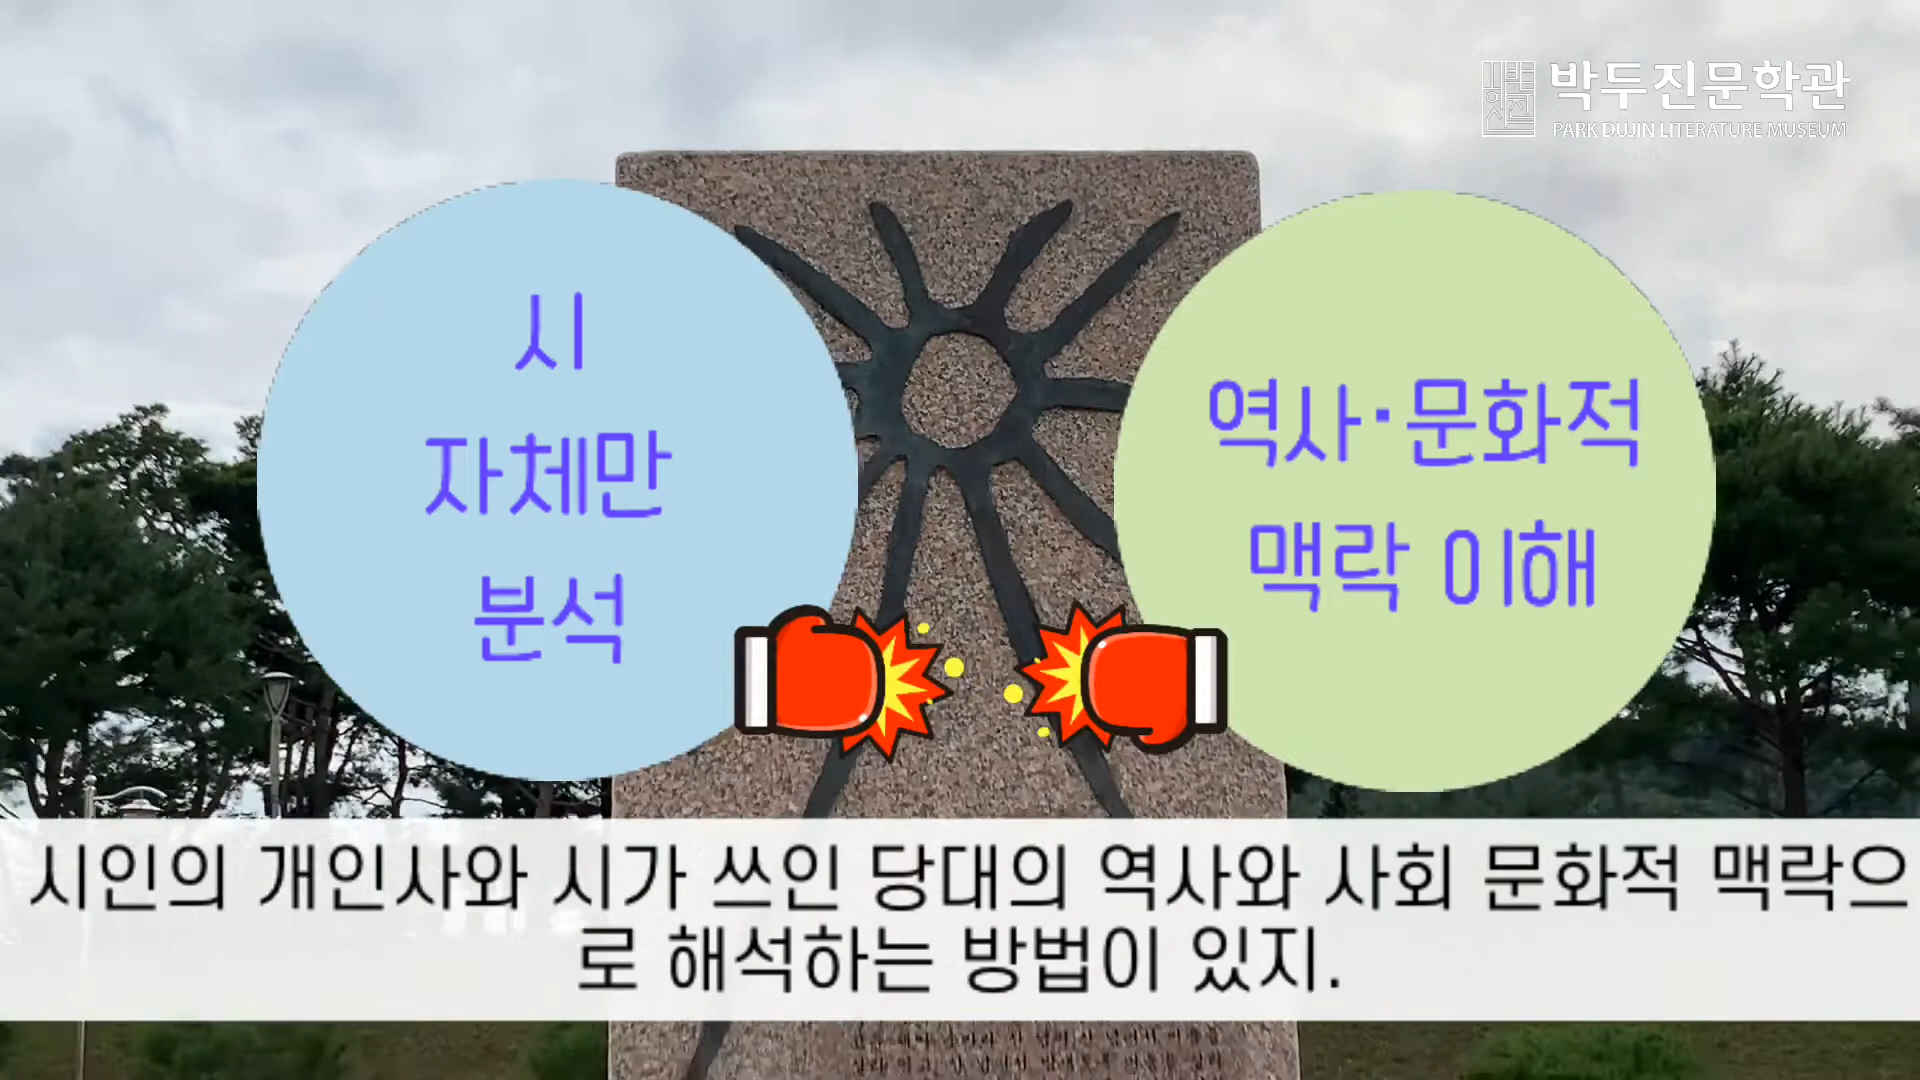 박두진문학관
PARK DUJIN LITERATURE MUSEUM
시
자체만
분석
역사·문화적
맥락 이해
시인의 개인사와 시가 쓰인 당대의 역사와 사회 문화적 맥락으
로 해석하는 방법이 있지.